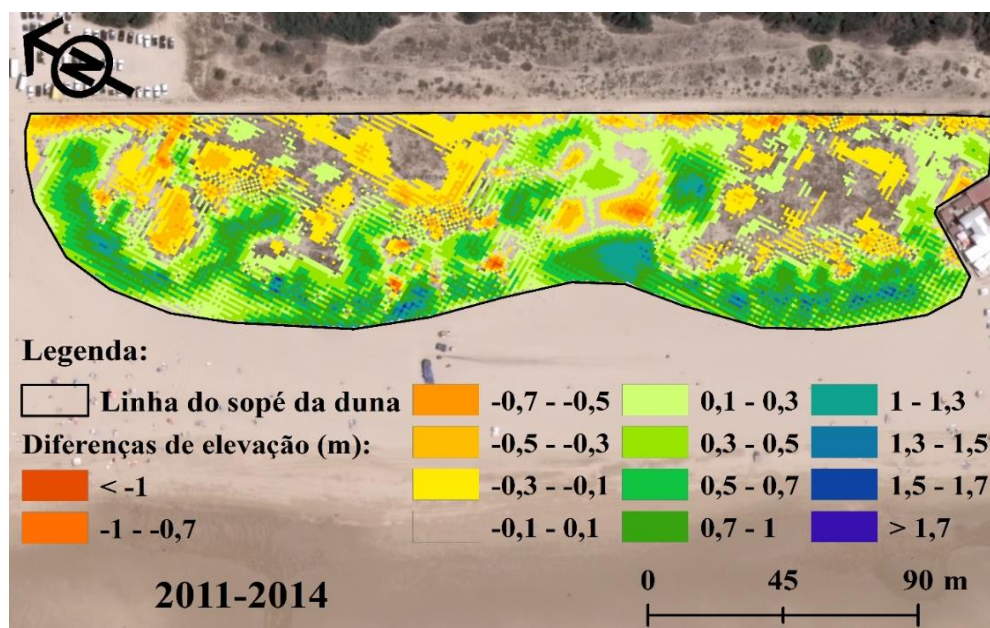 N
Legenda:
Linha do sopé da duna
Diferenças de elevação (m):
< -1
-1 - -0,7
-0,7 - -0,5
-0,5 - -0,3
-0,3 - -0,1
-0,1 - 0,1
0,1 - 0,3
0,3 - 0,5
0,5 - 0,7
0,7 - 1
1 - 1,3
1,3 - 1,5
1,5 - 1,7
> 1,7
2011-2014
0 45 90 m